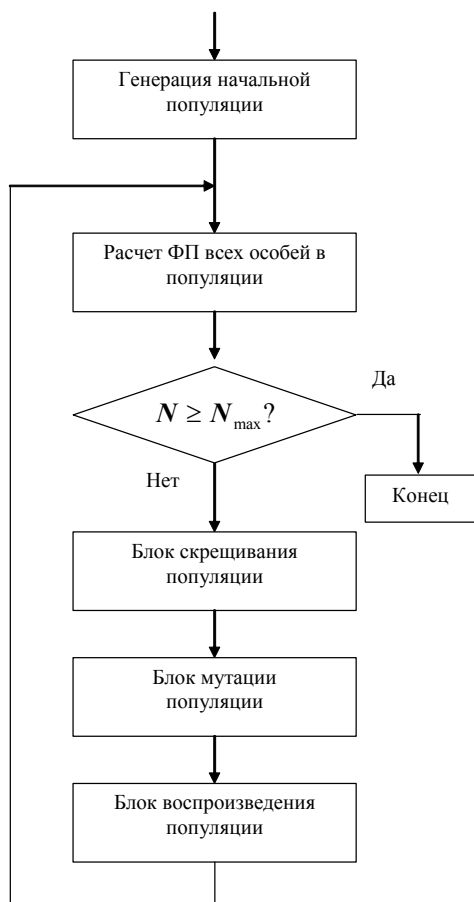 Генерация начальной
популяции
Расчет ФП всех особей в
популяции
Да
N ≥ N max ?
Нет
Конец
Блок скрещивания
популяции
Блок мутации
популяции
Блок воспроизведения
популяции